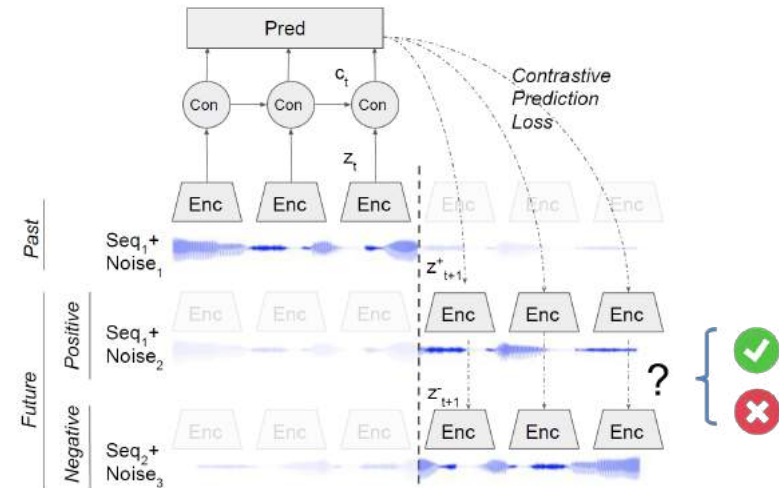 Pred
c_t
Con Con Con
Contrastive
Prediction
Loss
z_t
Enc Enc Enc Enc Enc Enc
Past
Seq_1+
Noise_1
z^+_{t+1}
Enc Enc Enc Enc Enc Enc
Future
Positive
Seq_1+
Noise_2
?
z^-_{t+1}
Enc Enc Enc Enc Enc Enc
Negative
Seq_2+
Noise_3